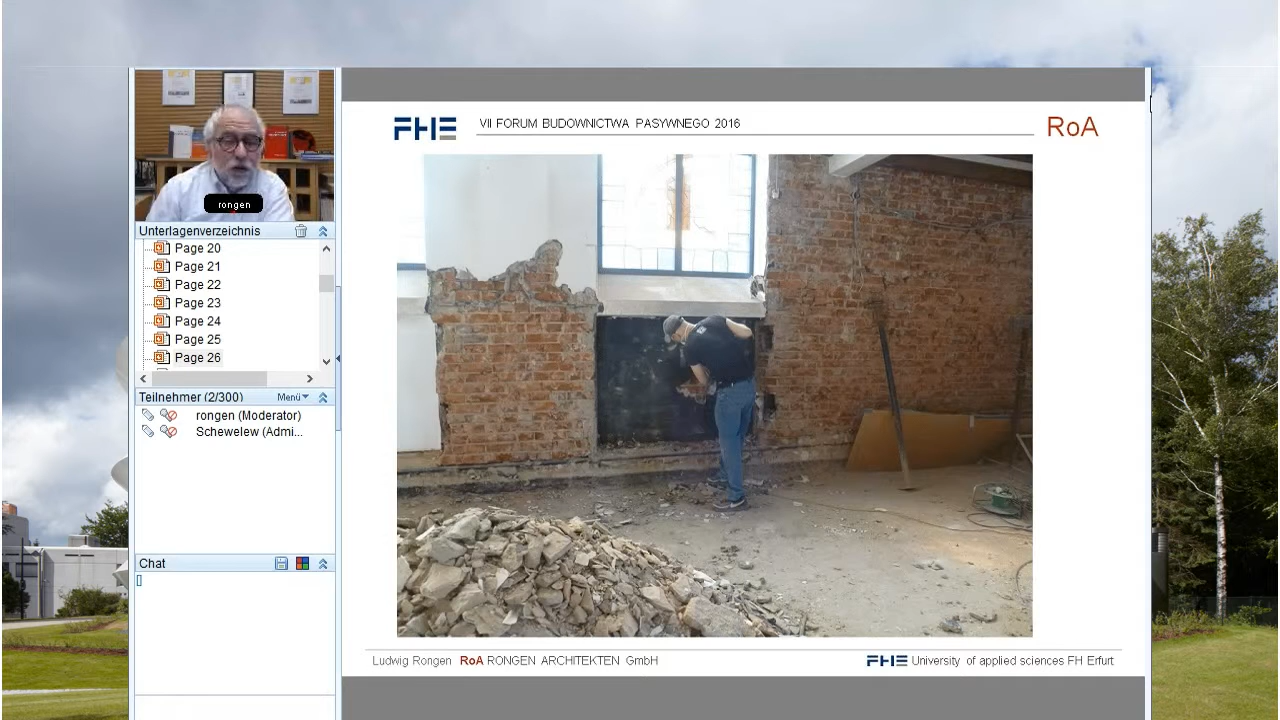 rongen
Unterlagenverzeichnis
Page 20
Page 21
Page 22
Page 23
Page 24
Page 25
Page 26
Teilnehmer (2/300)
Menü
rongen (Moderator)
Schewelew (Admi...
Chat
FHE
VII FORUM BUDOWNICTWA PASYWNEGO 2016
RoA
Ludwig Rongen RoA RONGEN ARCHITEKTEN GmbH
FHE University of applied sciences FH Erfurt